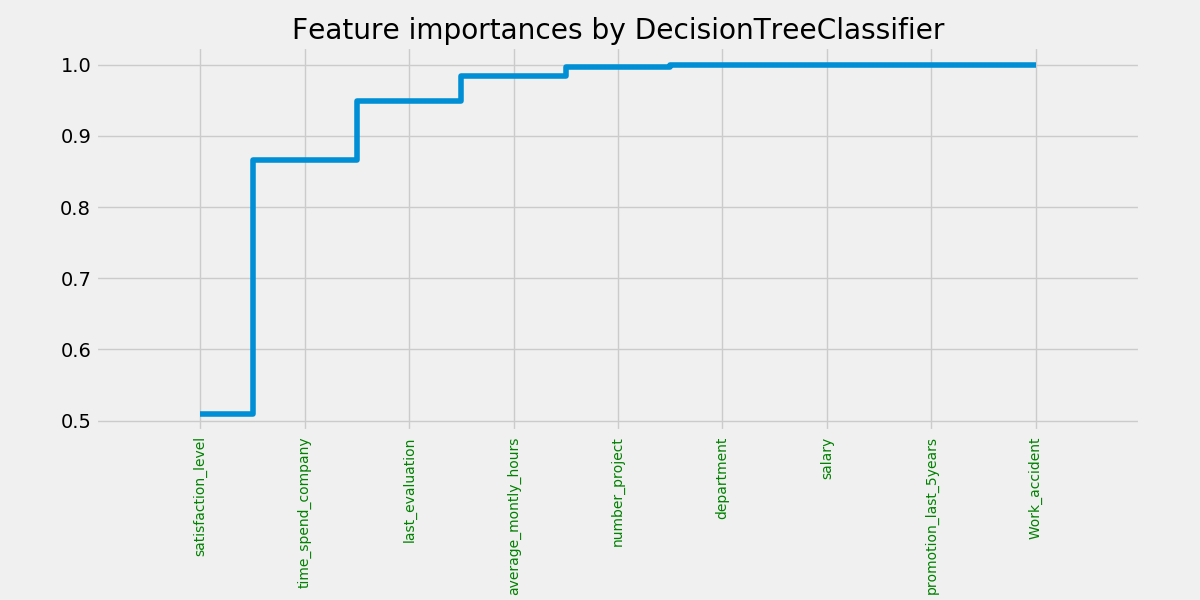 Feature importances by DecisionTreeClassifier
1.0
0.9
0.8
0.7
0.6
0.5
satisfaction_level
time_spend_company
last_evaluation
average_montly_hours
number_project
department
salary
promotion_last_5years
Work_accident